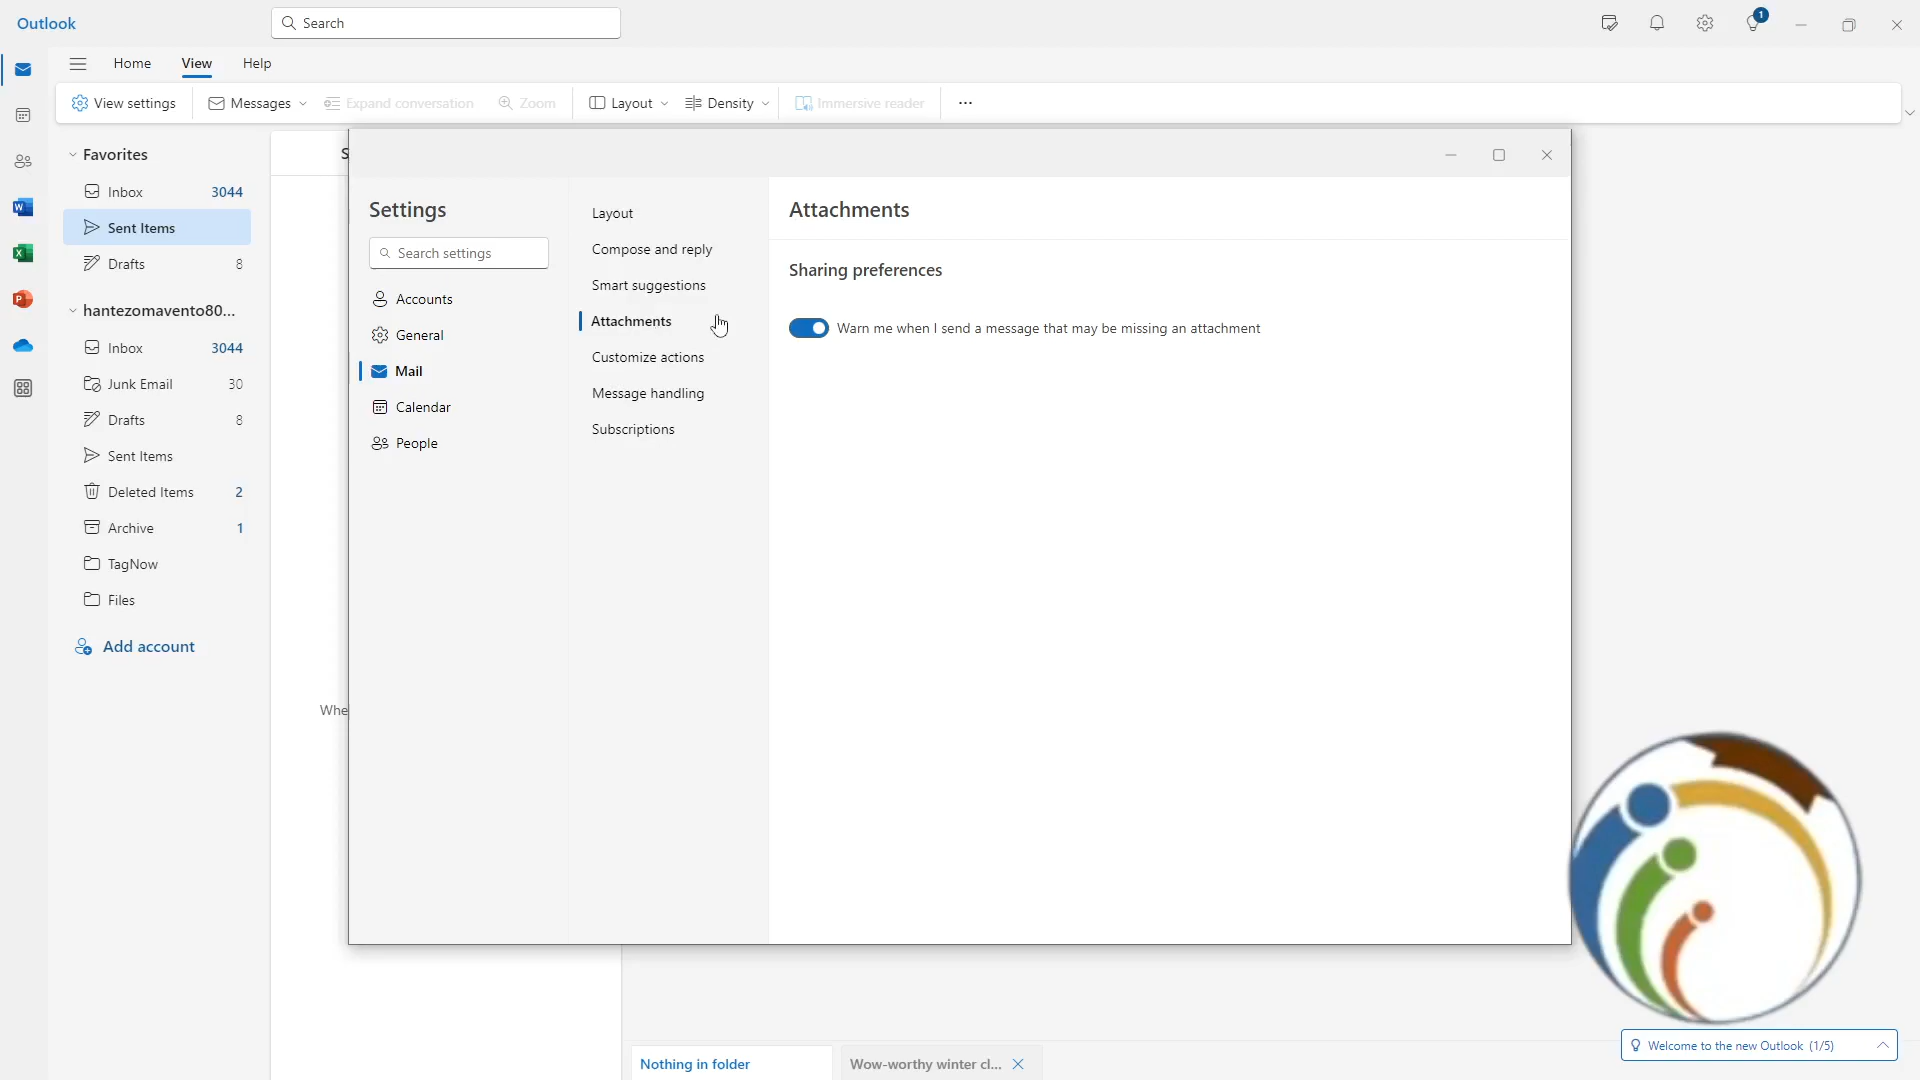 Outlook
Search
1
Home
View
Help
View settings
Messages
Expand conversation
Zoom
Layout
Density
Immersive reader
Favorites
Inbox 3044
Sent Items
Drafts 8
hantezomavento80...
Inbox 3044
Junk Email 30
Drafts 8
Sent Items
Deleted Items 2
Archive 1
TagNow
Files
Add account
S
Whe
Settings
Search settings
Accounts
General
Mail
Calendar
People
Layout
Compose and reply
Smart suggestions
Attachments
Customize actions
Message handling
Subscriptions
Attachments
Sharing preferences
Warn me when I send a message that may be missing an attachment
Nothing in folder
Wow-worthy winter cl...
Welcome to the new Outlook (1/5)